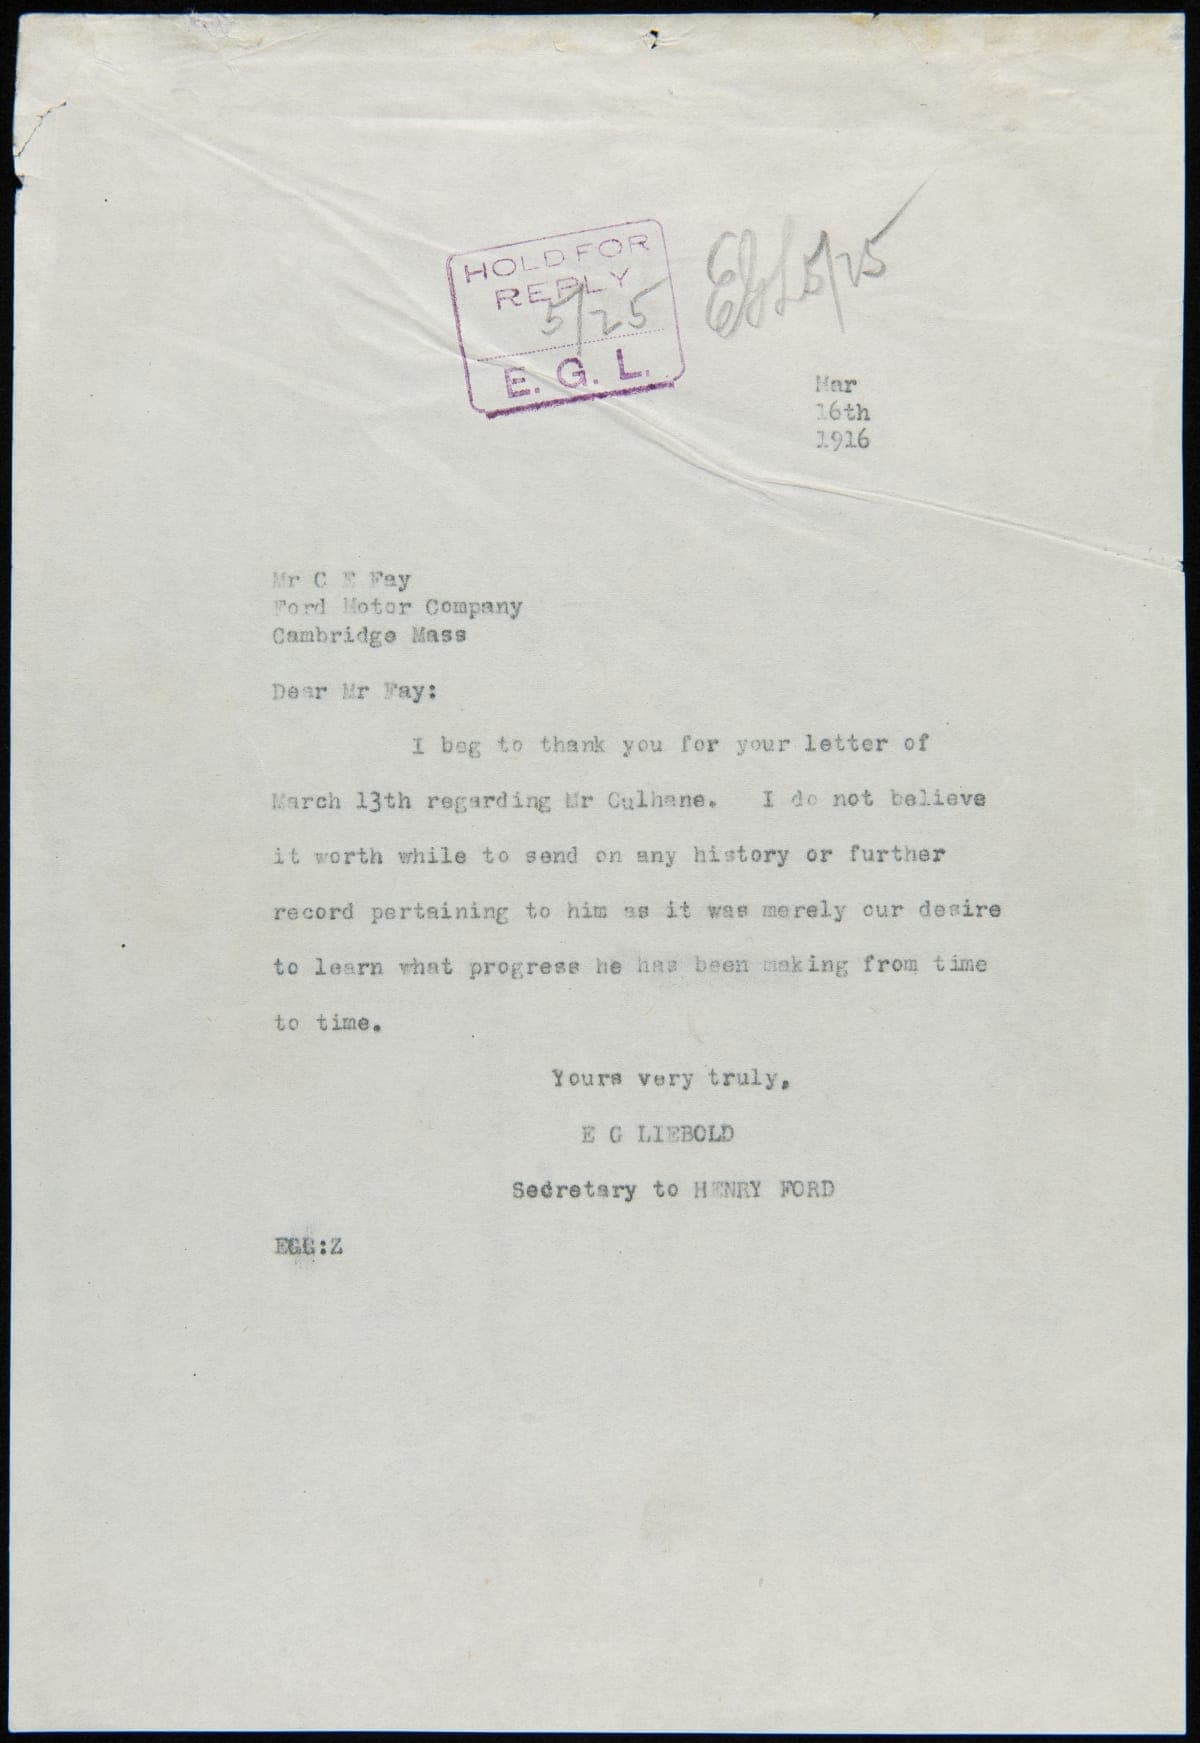 HOLD FOR
REPLY
5/25
E. G. L.
EGL 5/25
Mar
16th
1916
Mr C E Fay
Ford Motor Company
Cambridge Mass
Dear Mr Fay:
I beg to thank you for your letter of
March 13th regarding Mr Culhane. I do not believe
it worth while to send on any history or further
record pertaining to him as it was merely our desire
to learn what progress he has been making from time
to time.
Yours very truly,
E G LIEBOLD
Secretary to HENRY FORD